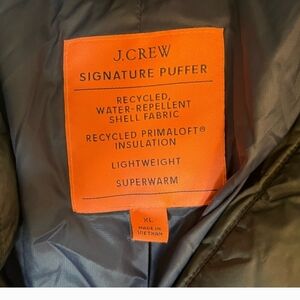 J.CREW
SIGNATURE PUFFER
RECYCLED,
WATER-REPELLENT
SHELL FABRIC
RECYCLED PRIMALOFT®
INSULATION
LIGHTWEIGHT
SUPERWARM
XL
MADE IN
VIETNAM